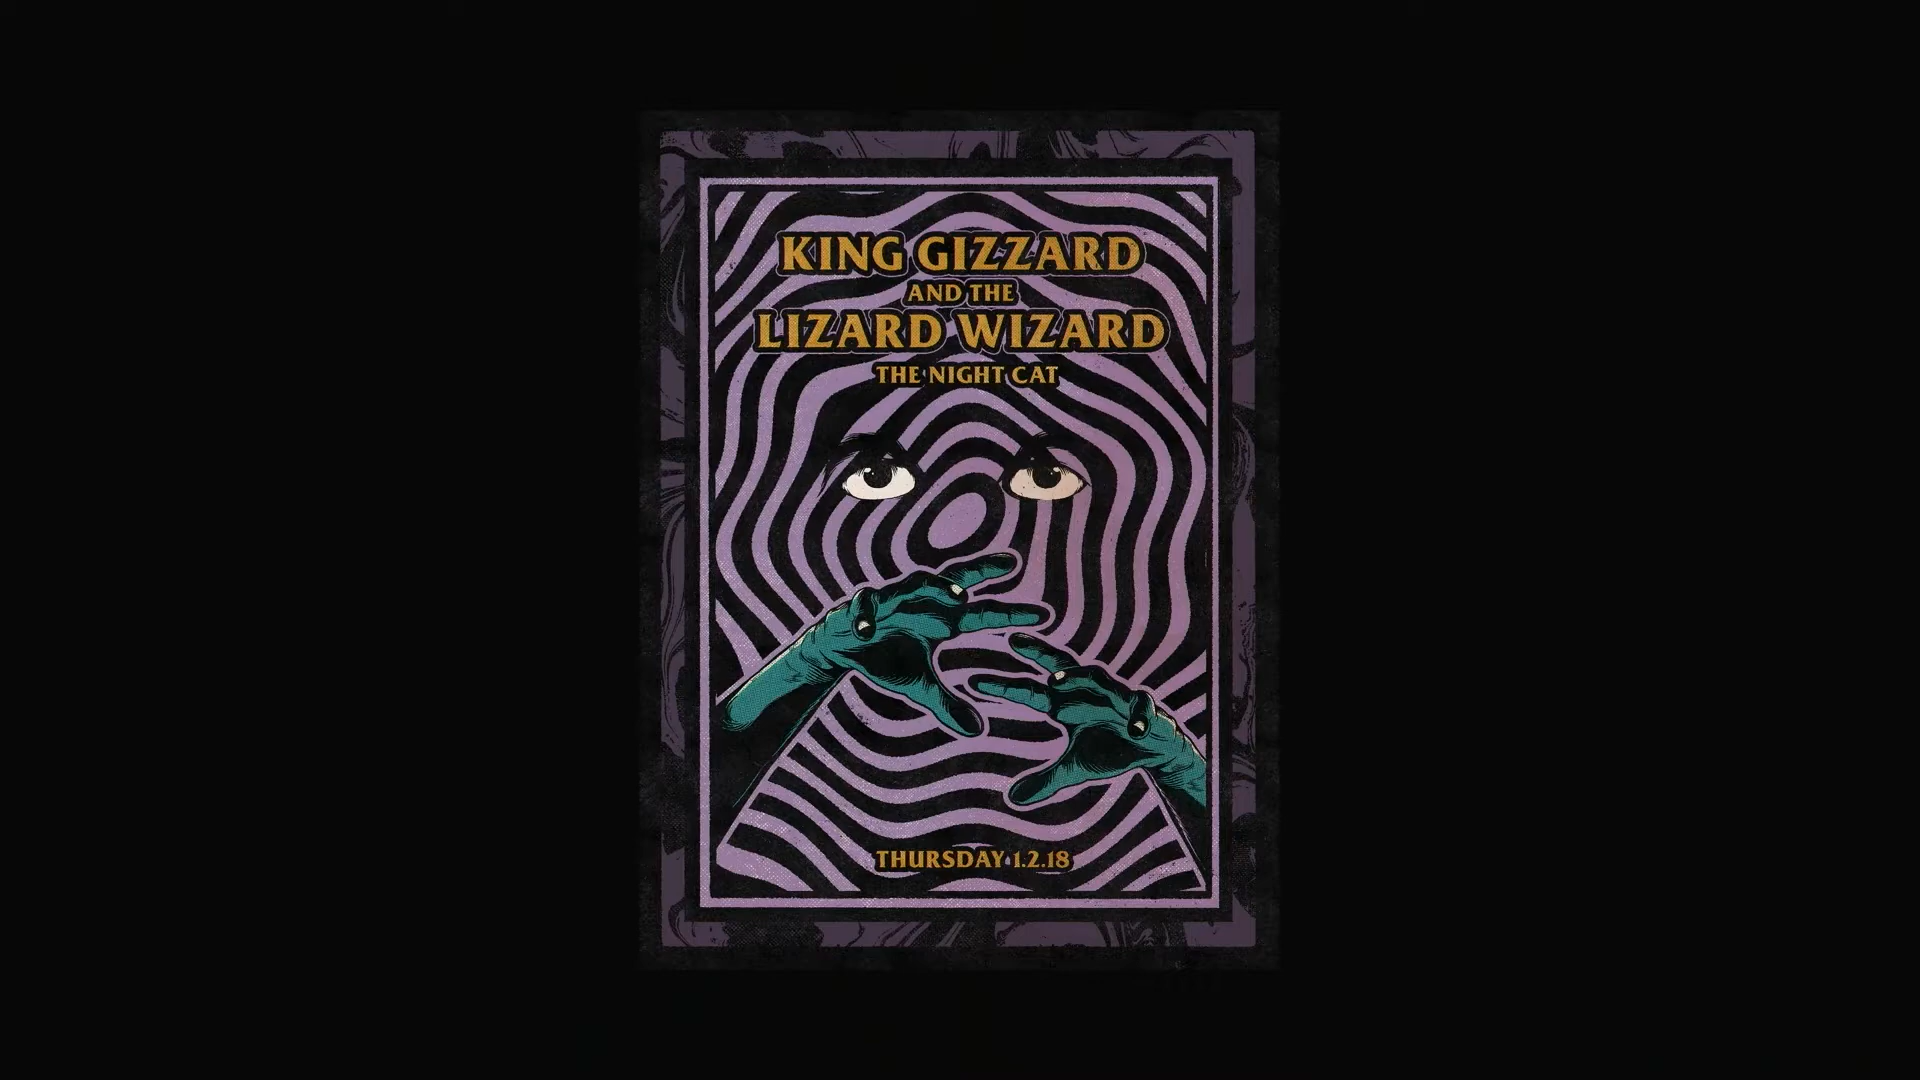 KING GIZZARD
AND THE
LIZARD WIZARD
THE NIGHT CAT
THURSDAY 1.2.18